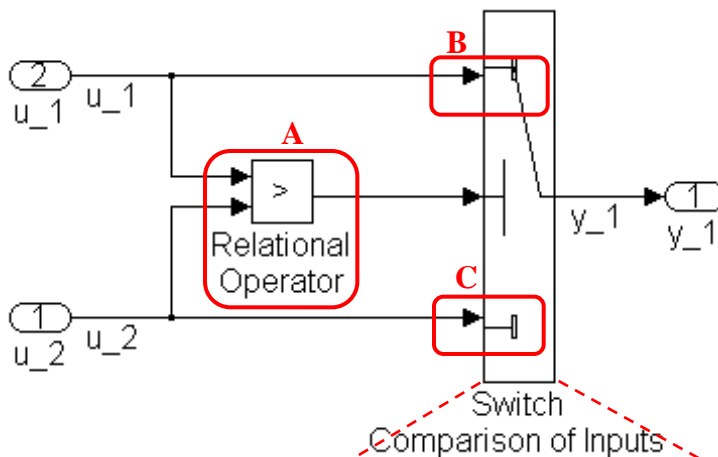 B
2
u_1
u_1
A
>
Relational
Operator
y_1
1
y_1
C
1
u_2
u_2
Switch
Comparison of Inputs